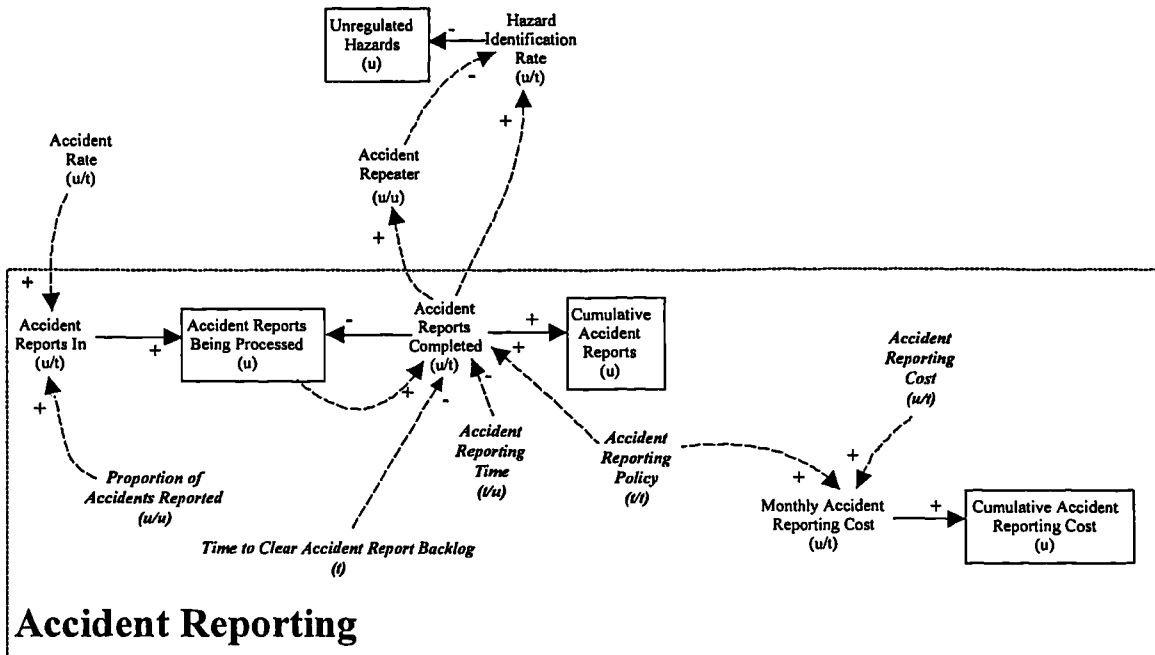 Unregulated
Hazards
(u)
-
Hazard
Identification
Rate
(u/t)
-
+
Accident
Rate
(u/t)
Accident
Repeater
(u/u)
+
+
Accident
Reports In
(u/t)
+
+
Accident Reports
Being Processed
(u)
-
Accident
Reports
Completed
(u/t)
+
+
Cumulative
Accident
Reports
(u)
+
-
-
Accident
Reporting
Cost
(u/t)
Proportion of
Accidents Reported
(u/u)
Accident
Reporting
Time
(t/u)
Accident
Reporting
Policy
(t/t)
+
+
Time to Clear Accident Report Backlog
(t)
Monthly Accident
Reporting Cost
(u/t)
+
Cumulative Accident
Reporting Cost
(u)
Accident Reporting